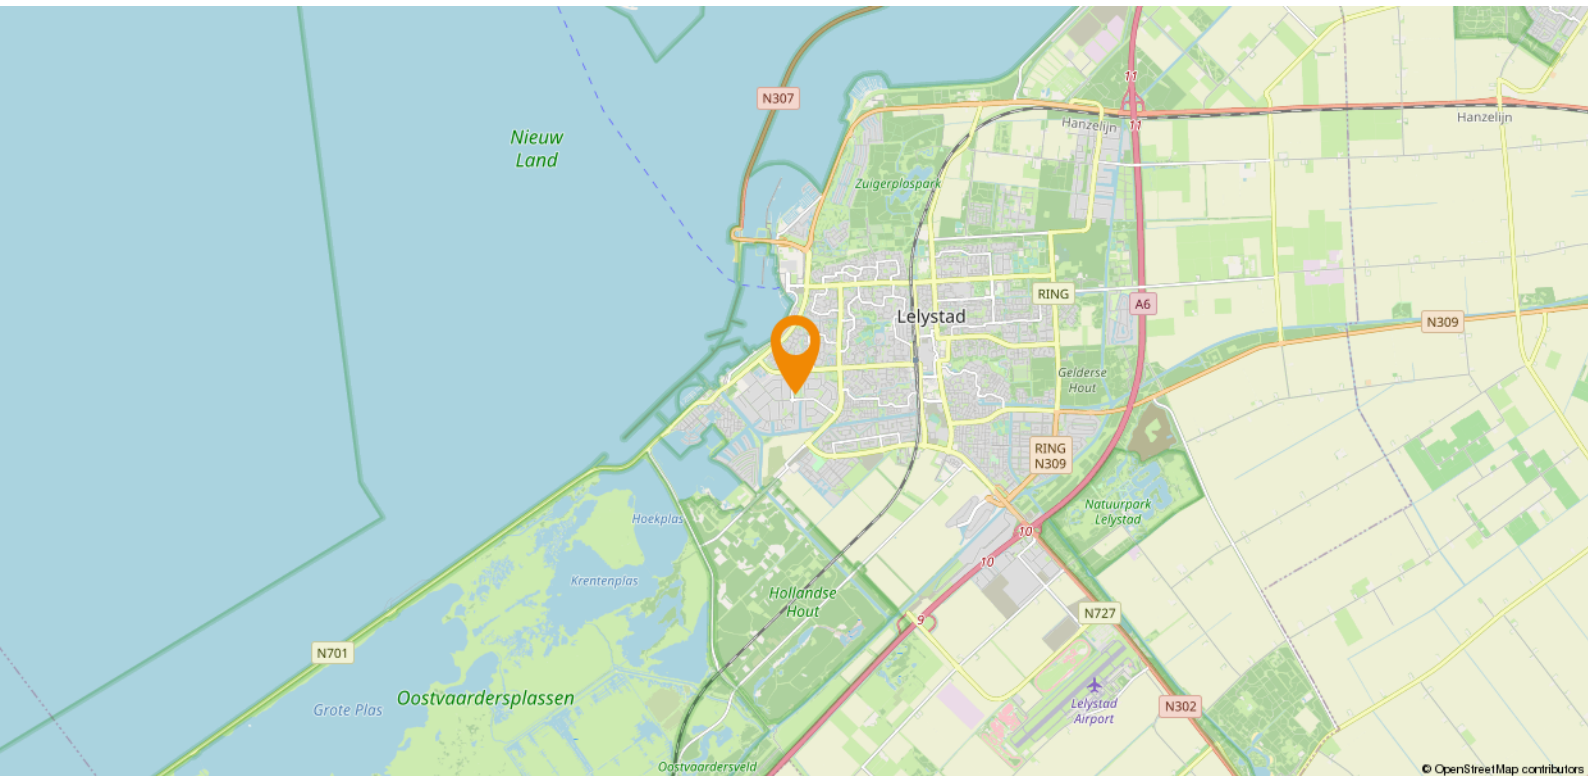 11
N307
Nieuw
Land
Hanzelijn
11
Hanzelijn
Zuigerplaspark
RING
A6
Lelystad
N309
Gelderse
Hout
RING
N309
Natuurpark
Lelystad
Hoekplas
10
10
Krentenplas
Hollandse
Hout
N727
9
N701
Oostvaardersplassen
Grote Plas
Lelystad
Airport
N302
Oostvaardersveld
© OpenStreetMap contributors